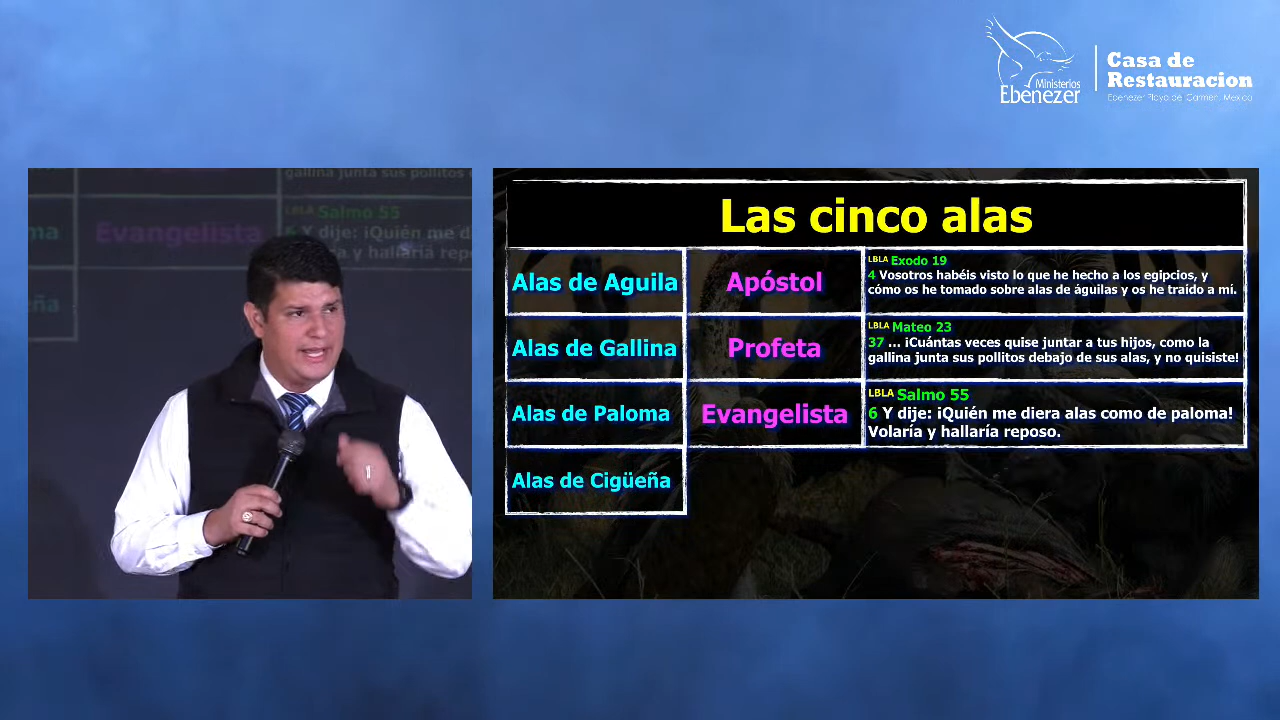 Ministerios
Ebenezer
Casa de
Restauracion
Ebenezer Playa del Carmen, Mexico
gallina junta sus pollitos
ma
Evangelista
LBLA Salmo 55
6 Y dije: ¡Quién me d
a y hallaría repos
ña
Las cinco alas
Alas de Aguila
Apóstol
LBLA Exodo 19
4 Vosotros habéis visto lo que he hecho a los egipcios, y
cómo os he tomado sobre alas de águilas y os he traído a mí.
Alas de Gallina
Profeta
LBLA Mateo 23
37 ... ¡Cuántas veces quise juntar a tus hijos, como la
gallina junta sus pollitos debajo de sus alas, y no quisiste!
Alas de Paloma
Evangelista
LBLA Salmo 55
6 Y dije: ¡Quién me diera alas como de paloma!
Volaría y hallaría reposo.
Alas de Cigüeña